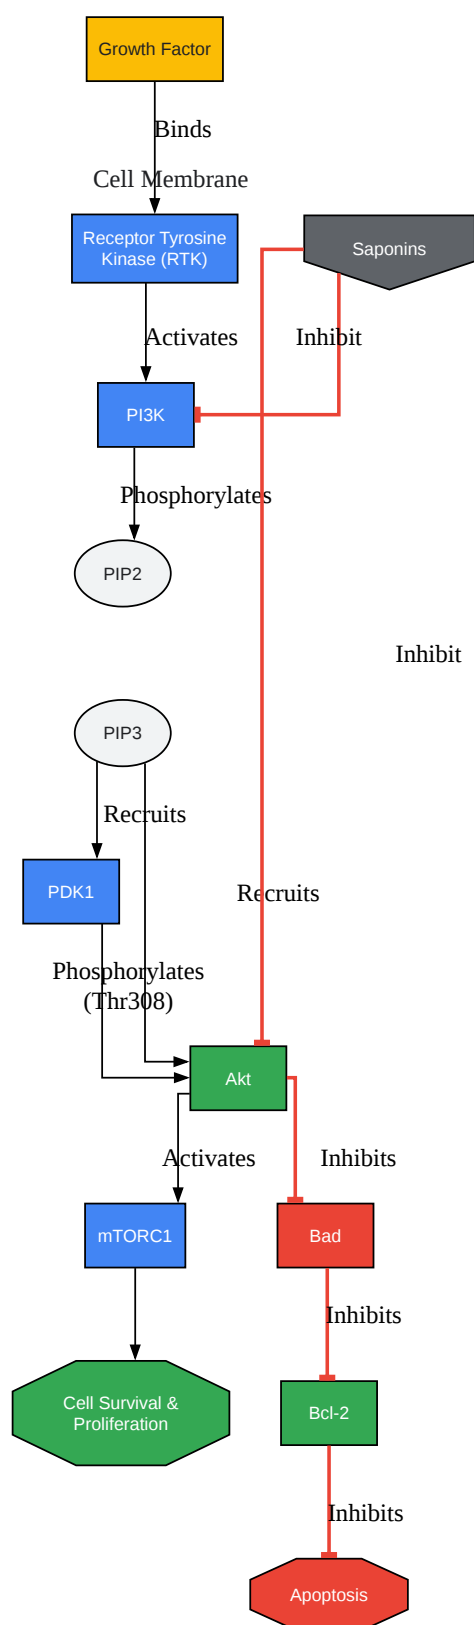 Growth Factor
Binds
Cell Membrane
Receptor Tyrosine
Kinase (RTK)
Saponins
Activates
Inhibit
PI3K
Phosphorylates
PIP2
Inhibit
PIP3
Recruits
PDK1
Recruits
Phosphorylates
(Thr308)
Akt
Activates
Inhibits
mTORC1
Bad
Inhibits
Cell Survival &
Proliferation
Bcl-2
Inhibits
Apoptosis